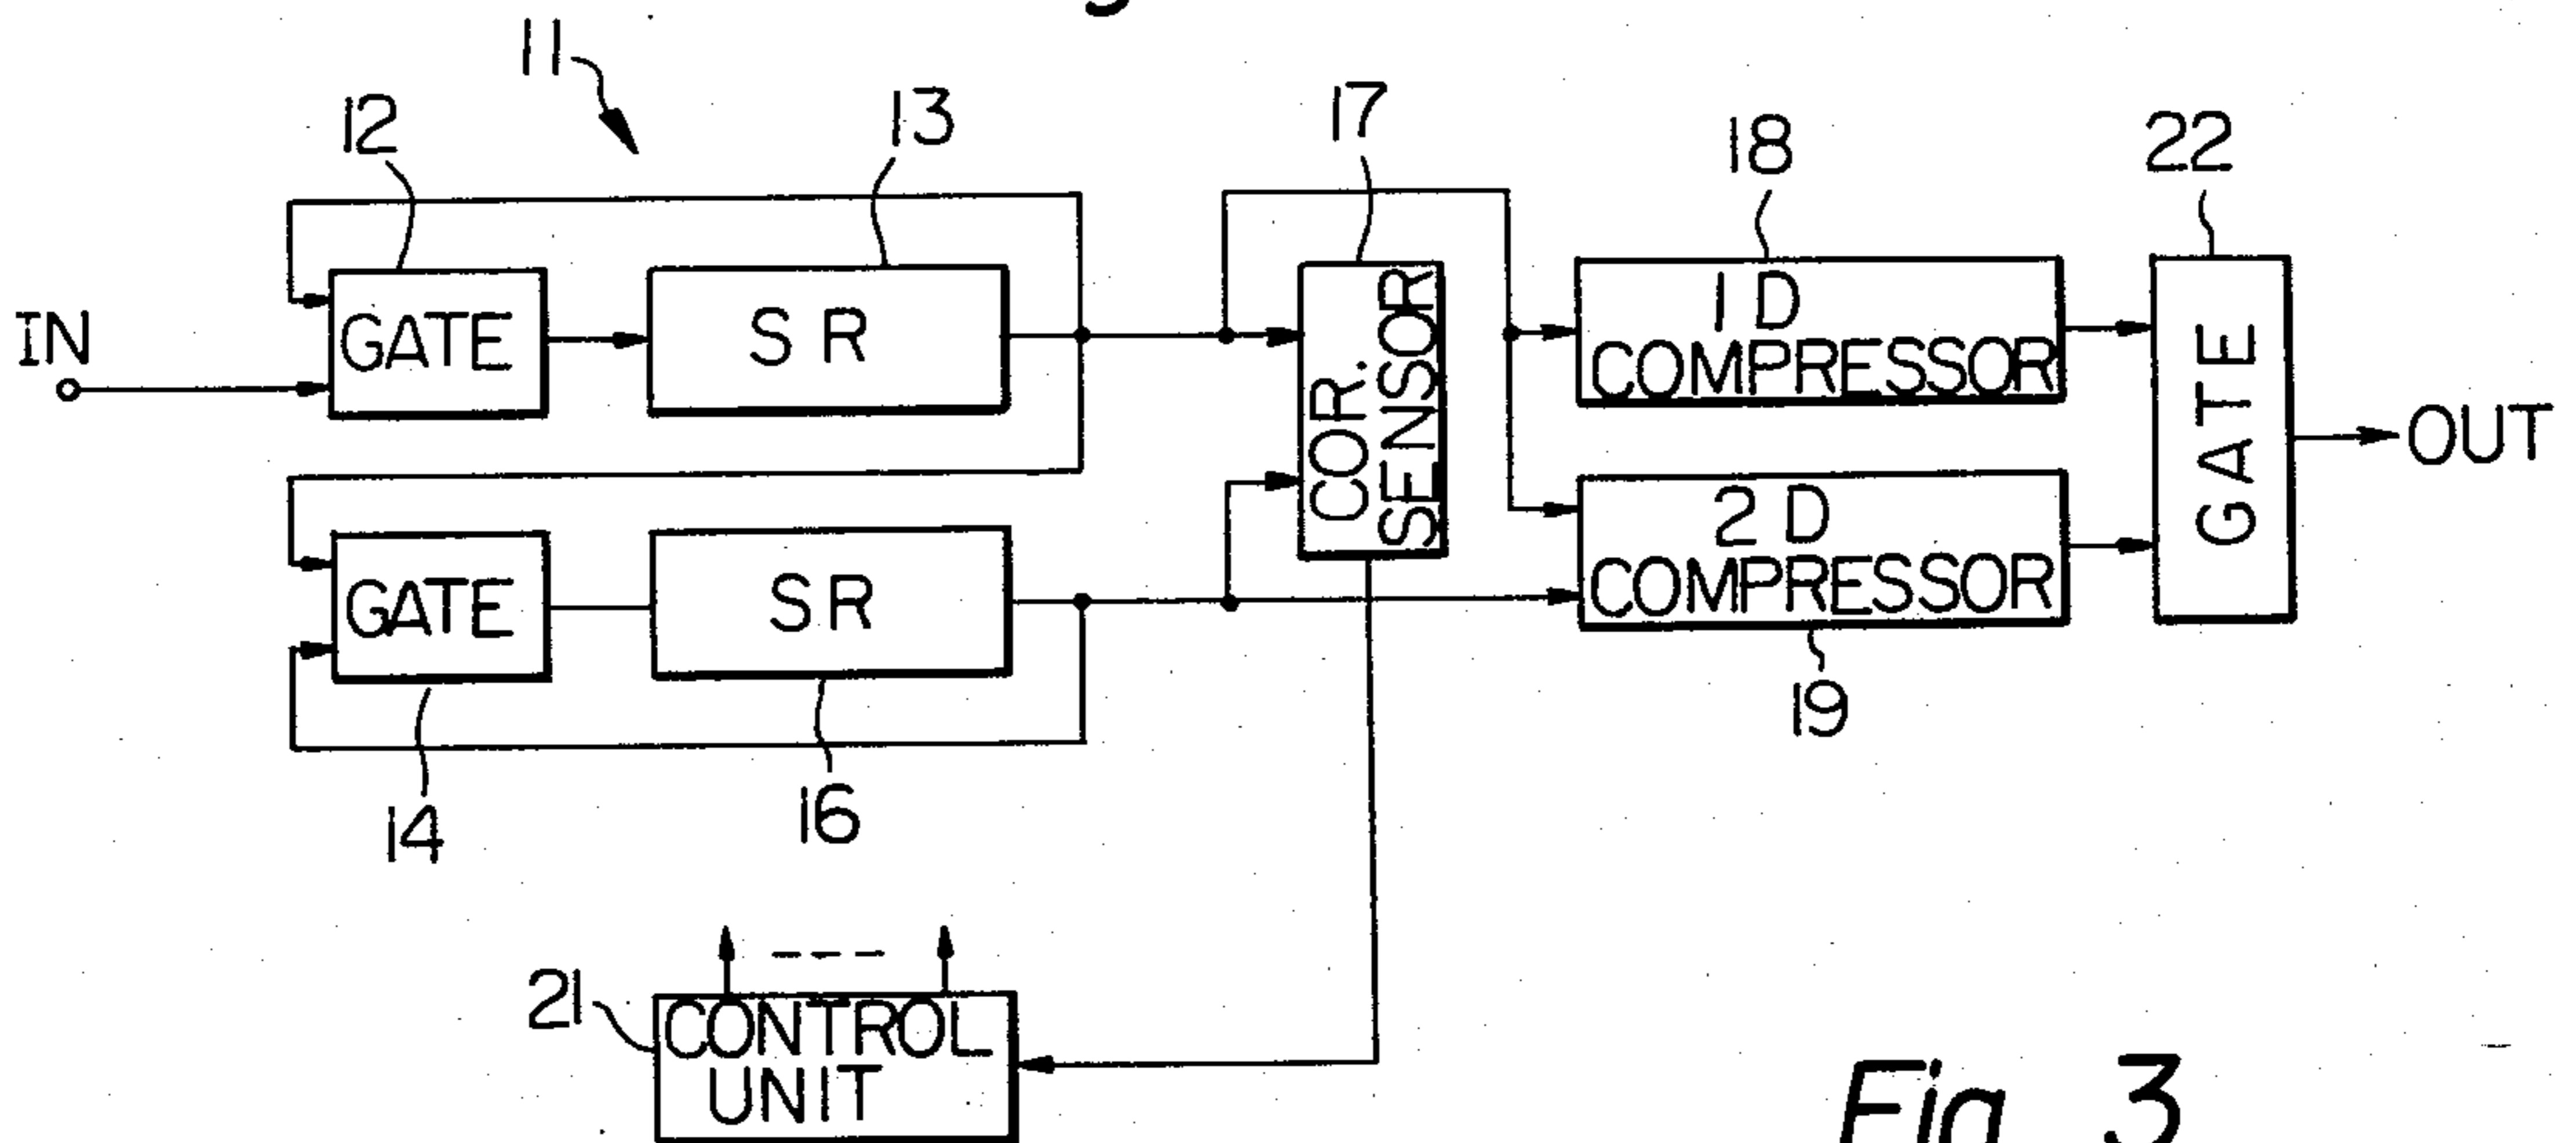 11
12
13
17
18
22
IN
GATE
S R
COR.
SENSOR
1 D
COMPRESSOR
GATE
OUT
GATE
S R
2 D
COMPRESSOR
14
16
19
21
CONTROL
UNIT
Fig. 3